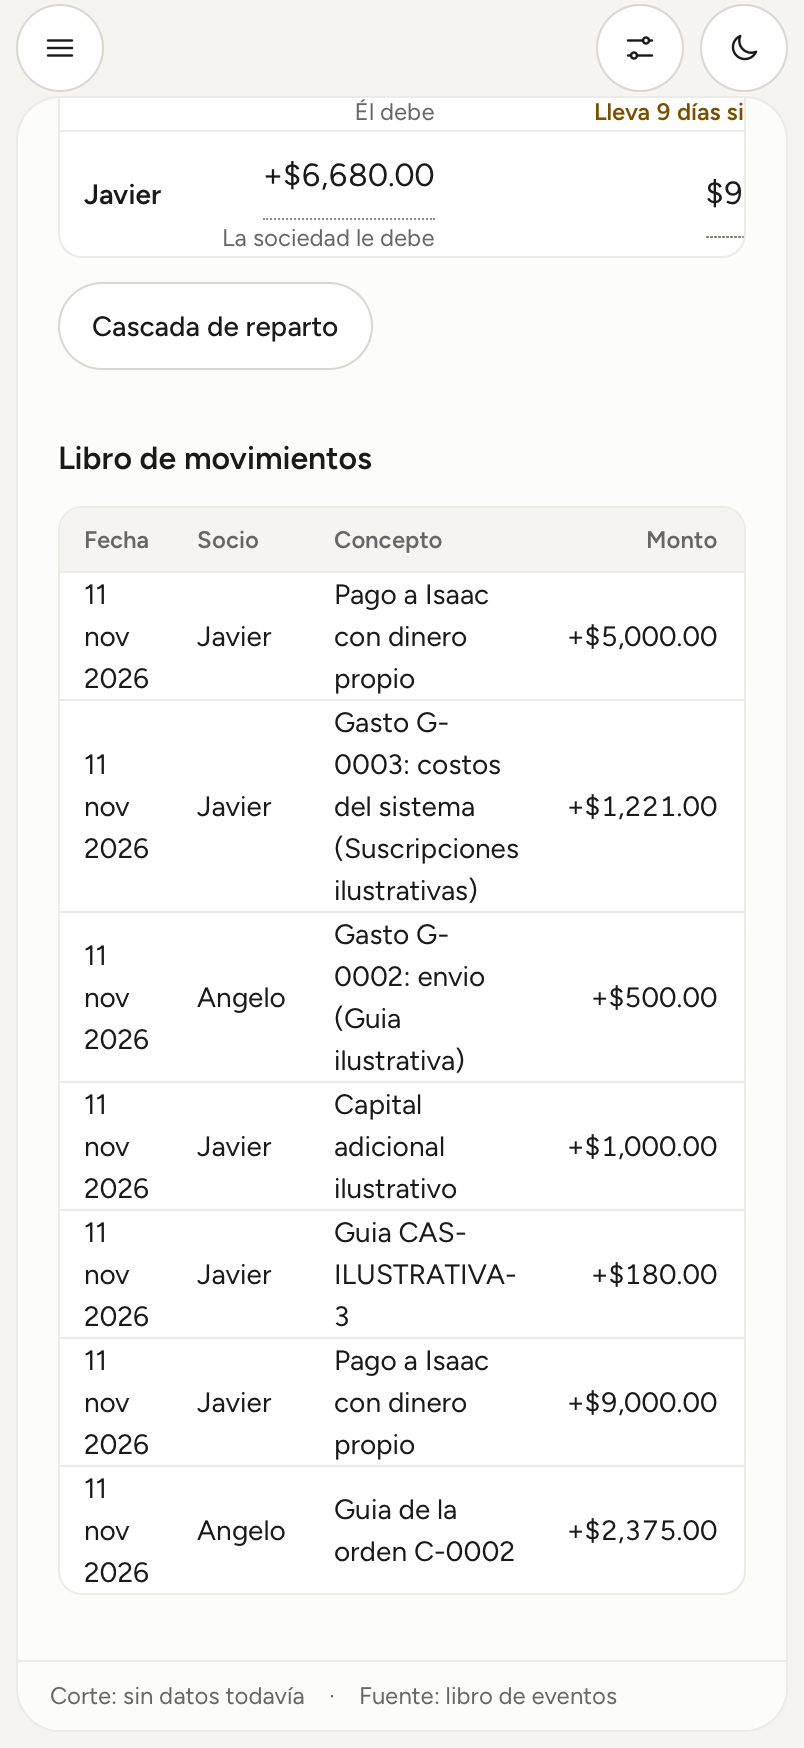 Él debe
Lleva 9 días si
Javier
+$6,680.00
$9
La sociedad le debe
Cascada de reparto
Libro de movimientos
Fecha Socio Concepto Monto
11
nov
2026
Javier
Pago a Isaac
con dinero
propio
+$5,000.00
11
nov
2026
Javier
Gasto G-
0003: costos
del sistema
(Suscripciones
ilustrativas)
+$1,221.00
11
nov
2026
Angelo
Gasto G-
0002: envio
(Guia
ilustrativa)
+$500.00
11
nov
2026
Javier
Capital
adicional
ilustrativo
+$1,000.00
11
nov
2026
Javier
Guia CAS-
ILUSTRATIVA-
3
+$180.00
11
nov
2026
Javier
Pago a Isaac
con dinero
propio
+$9,000.00
11
nov
2026
Angelo
Guia de la
orden C-0002
+$2,375.00
Corte: sin datos todavía · Fuente: libro de eventos